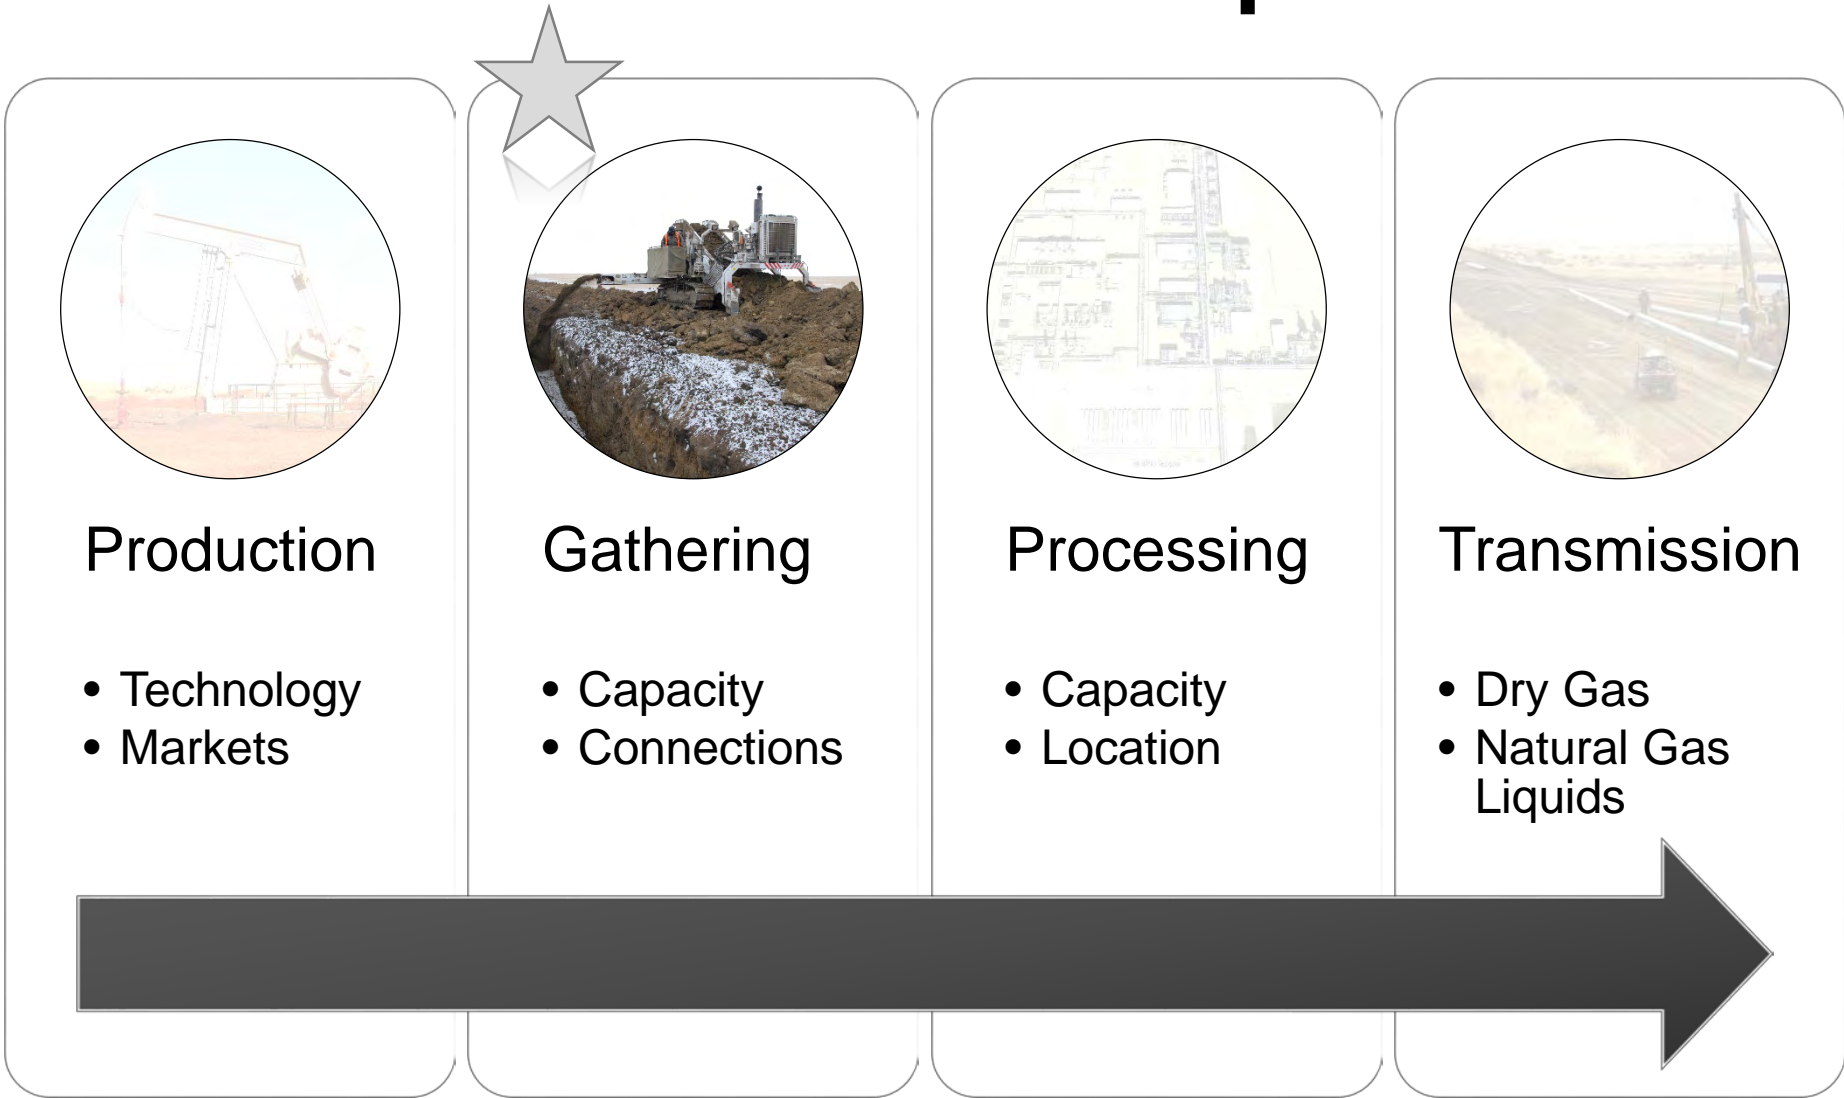 Production
• Technology
• Markets
Gathering
• Capacity
• Connections
Processing
• Capacity
• Location
Transmission
• Dry Gas
• Natural Gas
Liquids